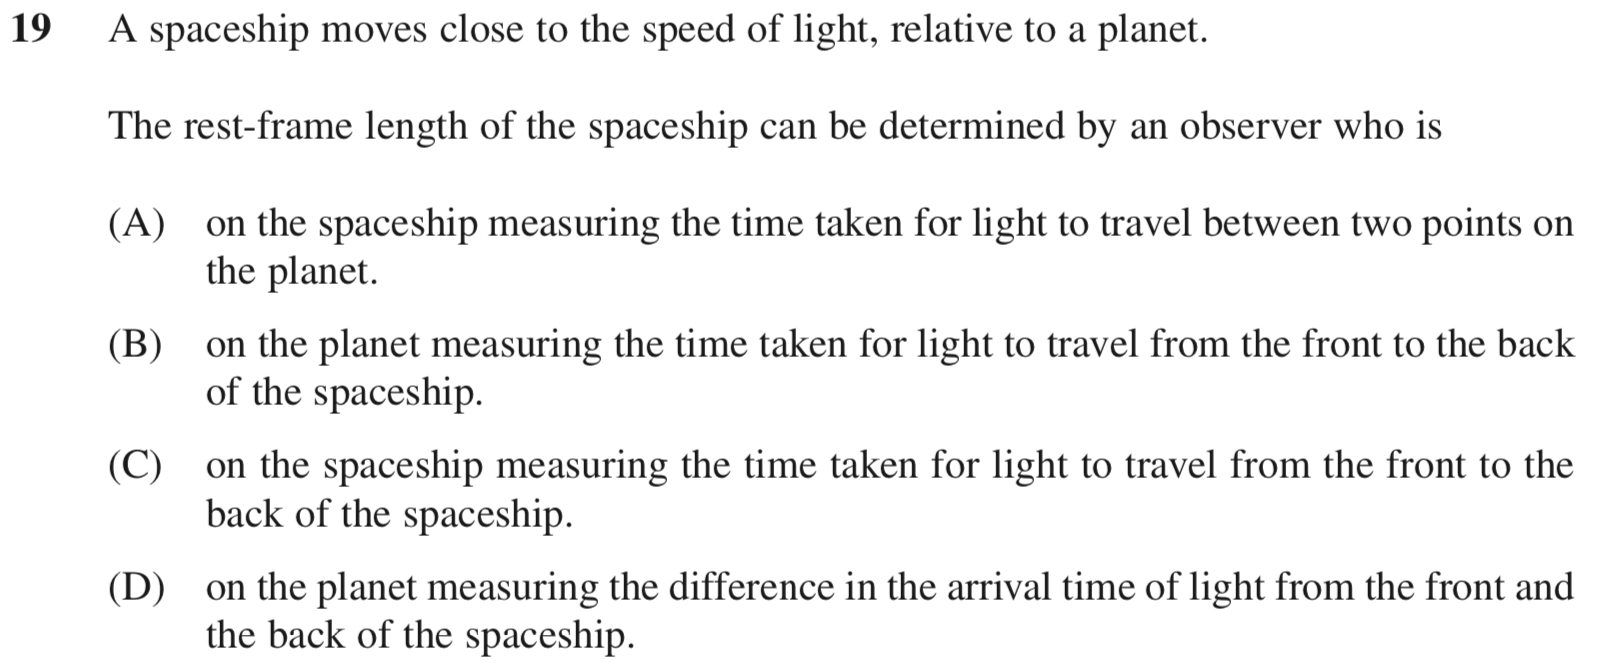 19 A spaceship moves close to the speed of light, relative to a planet.
The rest-frame length of the spaceship can be determined by an observer who is
(A) on the spaceship measuring the time taken for light to travel between two points on
the planet.
(B) on the planet measuring the time taken for light to travel from the front to the back
of the spaceship.
(C) on the spaceship measuring the time taken for light to travel from the front to the
back of the spaceship.
(D) on the planet measuring the difference in the arrival time of light from the front and
the back of the spaceship.